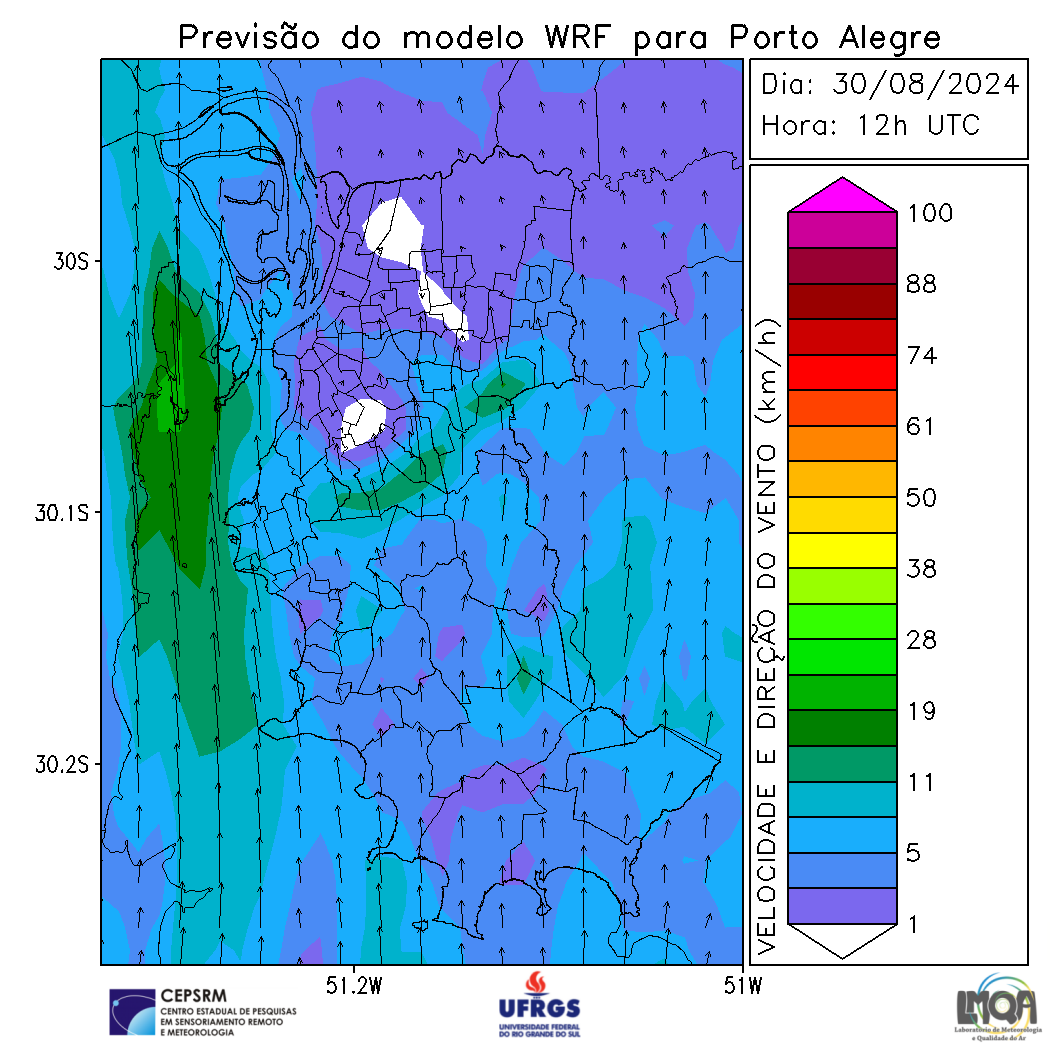 Previsão do modelo WRF para Porto Alegre
Dia: 30/08/2024
Hora: 12h UTC
30S
30.1S
30.2S
51.2W
51W
VELOCIDADE E DIREÇÃO DO VENTO (km/h)
100
88
74
61
50
38
28
19
11
5
1
CEPSRM
CENTRO ESTADUAL DE PESQUISAS
EM SENSORIAMENTO REMOTO
E METEOROLOGIA
UFRGS
UNIVERSIDADE FEDERAL
DO RIO GRANDE DO SUL
LMQA
Laboratório de Meteorologia
e Qualidade do Ar